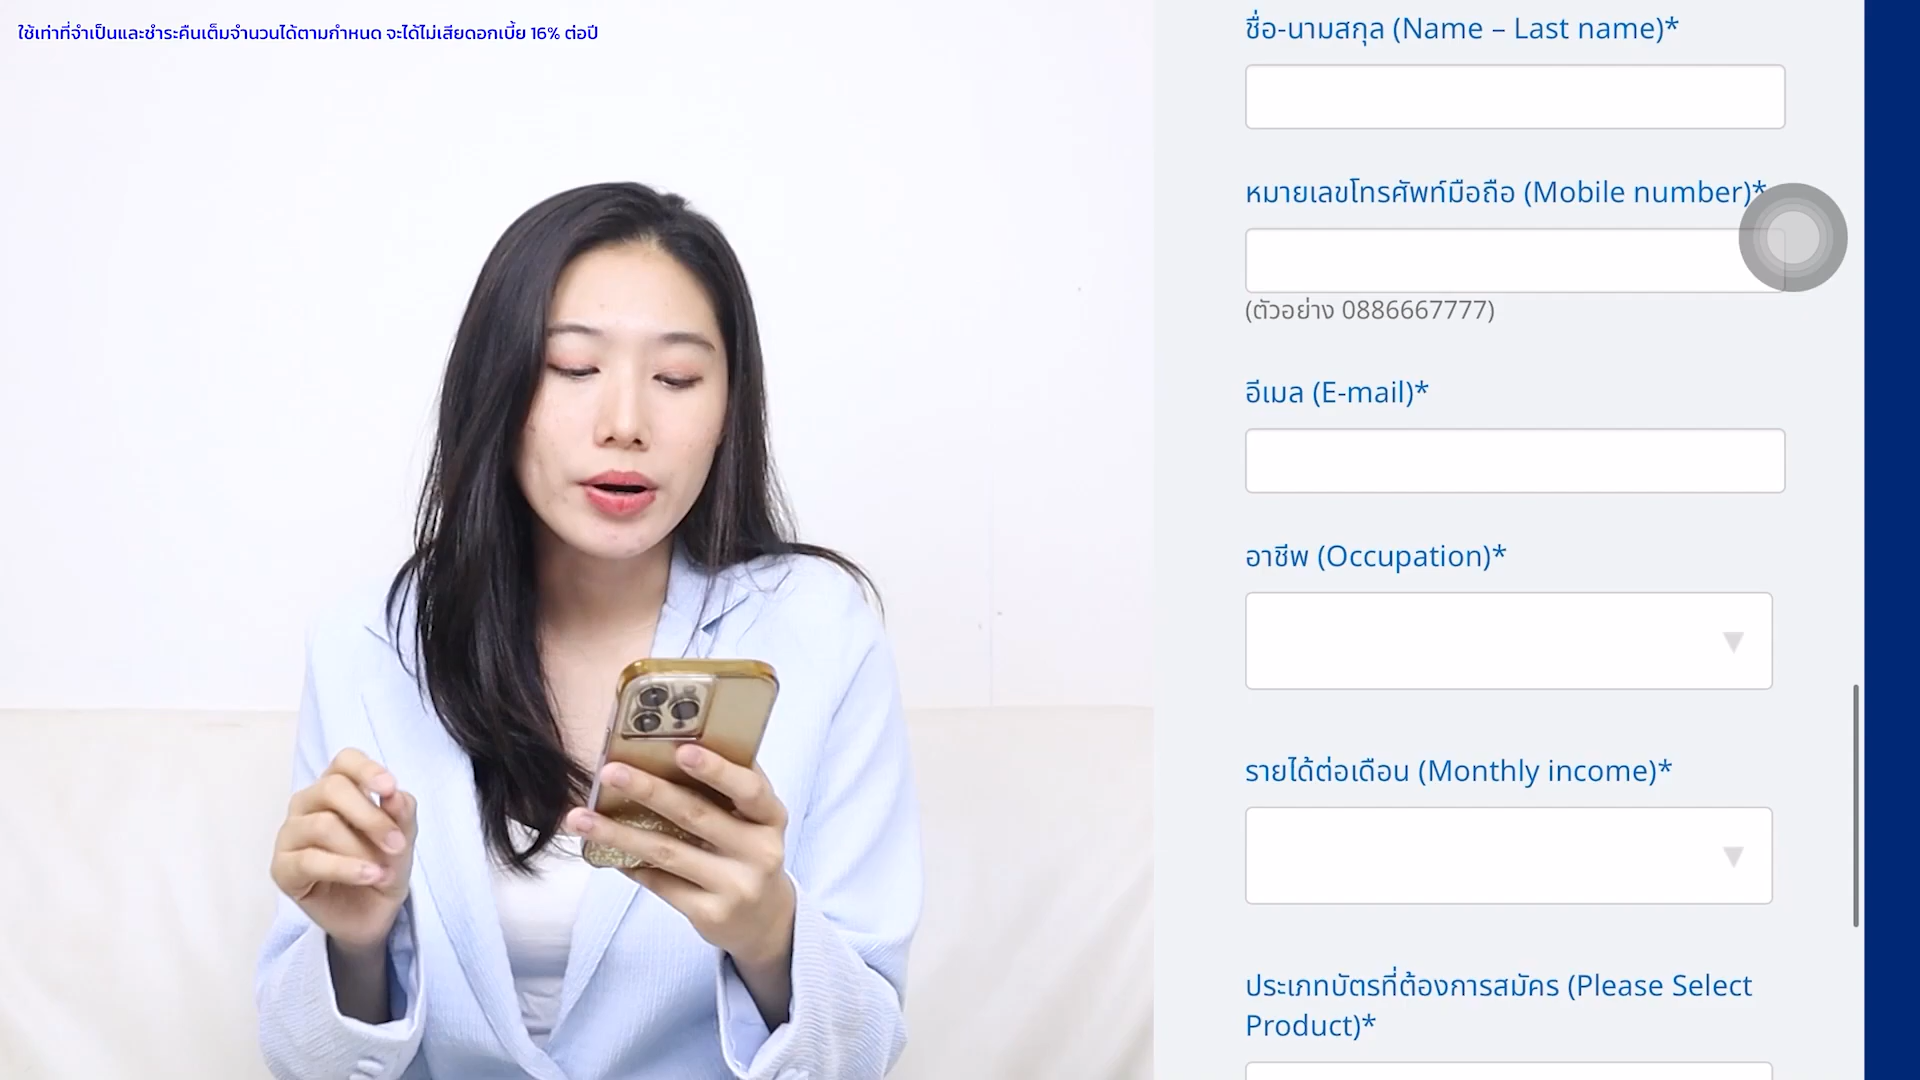 ใช้เท่าที่จำเป็นและชำระคืนเต็มจำนวนได้ตามกำหนด จะได้ไม่เสียดอกเบี้ย 16% ต่อปี
ชื่อ-นามสกุล (Name – Last name)*
หมายเลขโทรศัพท์มือถือ (Mobile number)*
(ตัวอย่าง 0886667777)
อีเมล (E-mail)*
อาชีพ (Occupation)*
รายได้ต่อเดือน (Monthly income)*
ประเภทบัตรที่ต้องการสมัคร (Please Select
Product)*